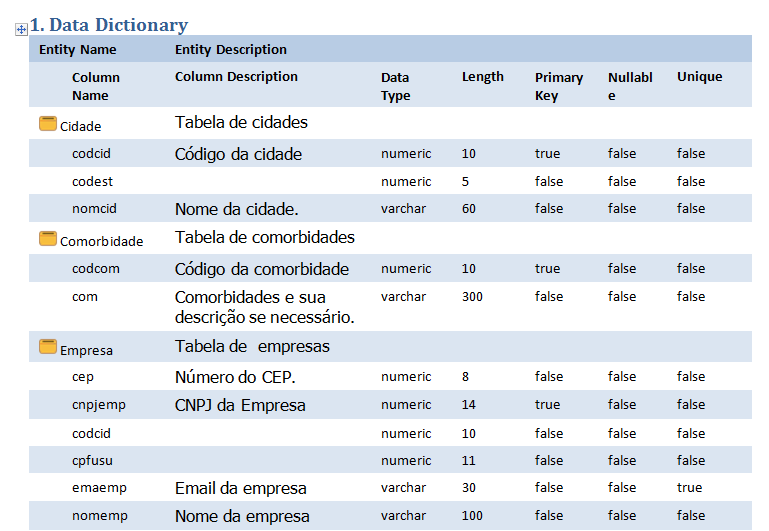 1. Data Dictionary
Entity Name Entity Description
Column Name Column Description Data Type Length Primary Key Nullable Unique
Cidade Tabela de cidades
codcid Código da cidade numeric 10 true false false
codest numeric 5 false false false
nomcid Nome da cidade. varchar 60 false false false
Comorbidade Tabela de comorbidades
codcom Código da comorbidade numeric 10 true false false
com Comorbidades e sua descrição se necessário. varchar 300 false false false
Empresa Tabela de empresas
cep Número do CEP. numeric 8 false false false
cnpjemp CNPJ da Empresa numeric 14 true false false
codcid numeric 10 false false false
cpfusu numeric 11 false false false
emaemp Email da empresa varchar 30 false false true
nomemp Nome da empresa varchar 100 false false false